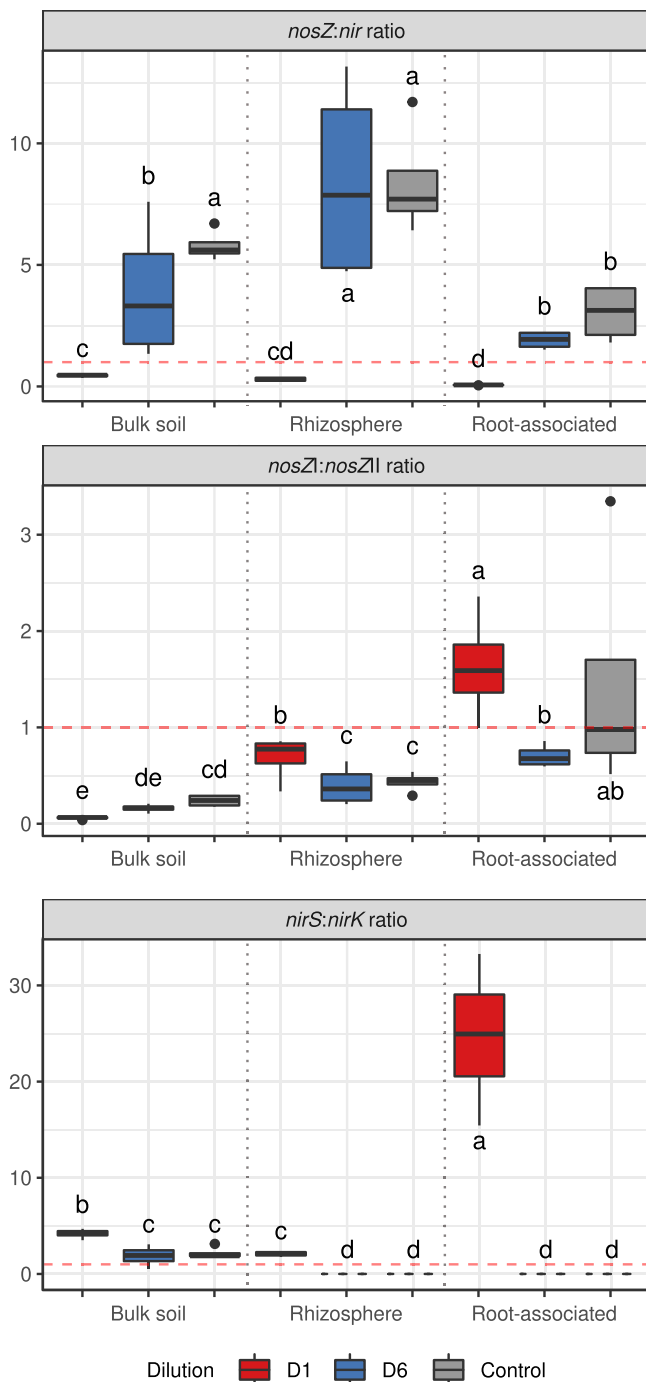 nosZ:nir ratio
a
b
a
10
5
a
b
c
cd
b
d
0
Bulk soil Rhizosphere Root-associated
nosZI:nosZII ratio
3
a
2
b
b
1
c c
cd
de
e
ab
0
Bulk soil Rhizosphere Root-associated
nirS:nirK ratio
30
20
a
10
b
c c c
d d d d
0
Bulk soil Rhizosphere Root-associated
Dilution D1 D6 Control